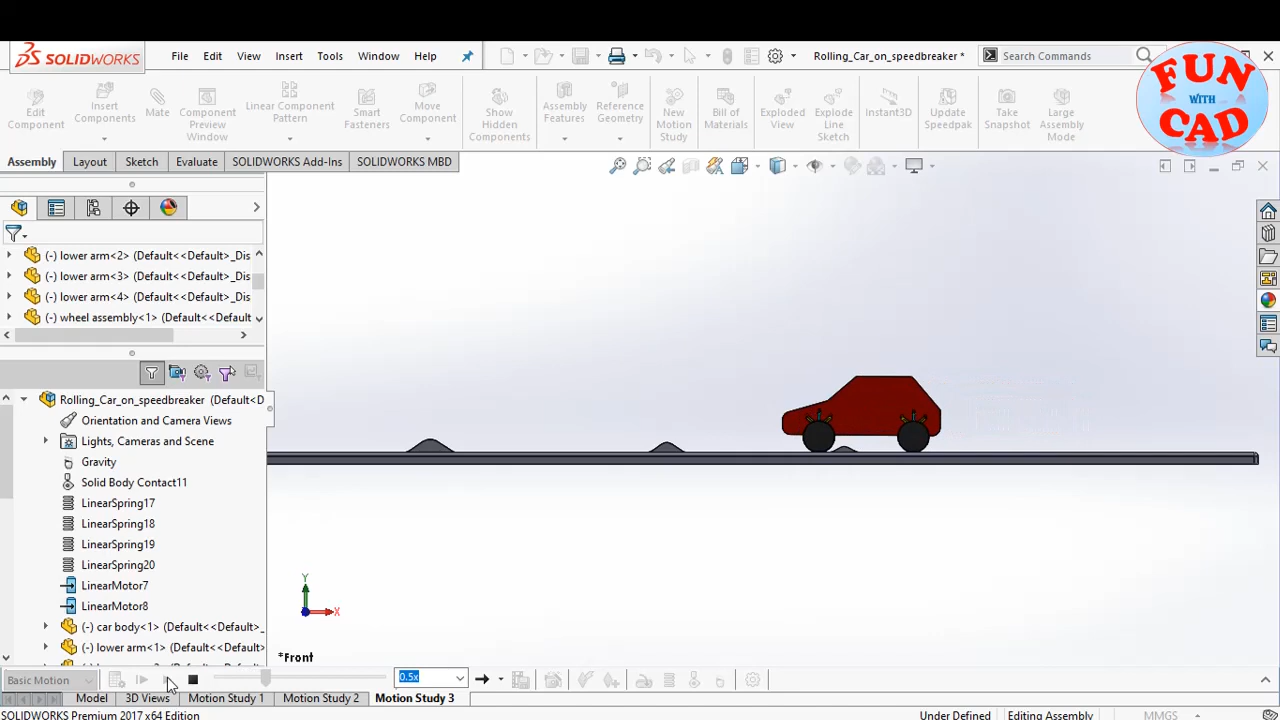 SOLIDWORKS
File
Edit
View
Insert
Tools
Window
Help
Rolling_Car_on_speedbreaker *
Search Commands
FUN
WITH
CAD
Edit
Component
Insert
Components
Mate
Component
Preview
Window
Linear Component
Pattern
Smart
Fasteners
Move
Component
Show
Hidden
Components
Assembly
Features
Reference
Geometry
New
Motion
Study
Bill of
Materials
Exploded
View
Explode
Line
Sketch
Instant3D
Update
Speedpak
Take
Snapshot
Large
Assembly
Mode
Assembly
Layout
Sketch
Evaluate
SOLIDWORKS Add-Ins
SOLIDWORKS MBD
(-) lower arm<2> (Default<<Default>_Dis
(-) lower arm<3> (Default<<Default>_Dis
(-) lower arm<4> (Default<<Default>_Dis
(-) wheel assembly<1> (Default<<Default
Rolling_Car_on_speedbreaker (Default<D
Orientation and Camera Views
Lights, Cameras and Scene
Gravity
Solid Body Contact11
LinearSpring17
LinearSpring18
LinearSpring19
LinearSpring20
LinearMotor7
LinearMotor8
(-) car body<1> (Default<<Default>_
(-) lower arm<1> (Default<<Default>
Y
X
*Front
Basic Motion
0.5x
Model
3D Views
Motion Study 1
Motion Study 2
Motion Study 3
SOLIDWORKS Premium 2017 x64 Edition
Under Defined
Editing Assembly
MMGS